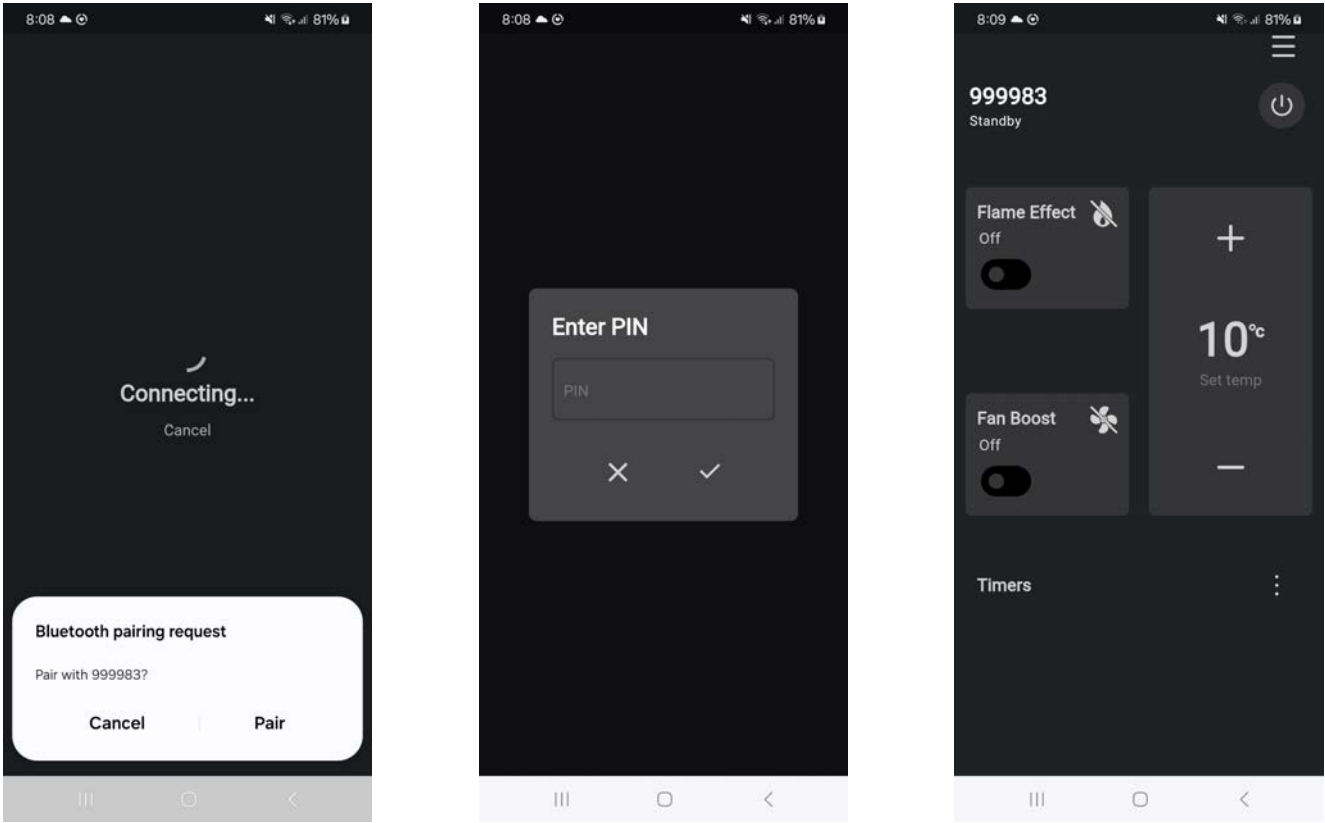 8:08
81%
Connecting...
Cancel
Bluetooth pairing request
Pair with 999983?
Cancel
Pair
8:08
81%
Enter PIN
PIN
8:09
81%
999983
Standby
Flame Effect
Off
10°c
Set temp
Fan Boost
Off
Timers